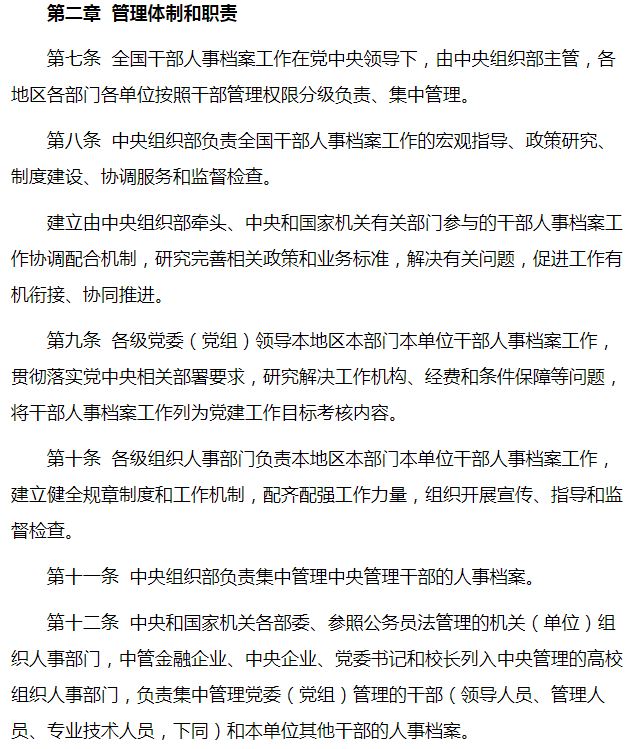 第二章 管理体制和职责
第七条 全国干部人事档案工作在党中央领导下，由中央组织部主管，各
地区各部门各单位按照干部管理权限分级负责、集中管理。
第八条 中央组织部负责全国干部人事档案工作的宏观指导、政策研究、
制度建设、协调服务和监督检查。
建立由中央组织部牵头、中央和国家机关有关部门参与的干部人事档案工
作协调配合机制，研究完善相关政策和业务标准，解决有关问题，促进工作有
机衔接、协同推进。
第九条 各级党委（党组）领导本地区本部门本单位干部人事档案工作，
贯彻落实党中央相关部署要求，研究解决工作机构、经费和条件保障等问题，
将干部人事档案工作列为党建工作目标考核内容。
第十条 各级组织人事部门负责本地区本部门本单位干部人事档案工作，
建立健全规章制度和工作机制，配齐配强工作力量，组织开展宣传、指导和监
督检查。
第十一条 中央组织部负责集中管理中央管理干部的人事档案。
第十二条 中央和国家机关各部委、参照公务员法管理的机关（单位）组
织人事部门，中管金融企业、中央企业、党委书记和校长列入中央管理的高校
组织人事部门，负责集中管理党委（党组）管理的干部（领导人员、管理人
员、专业技术人员，下同）和本单位其他干部的人事档案。